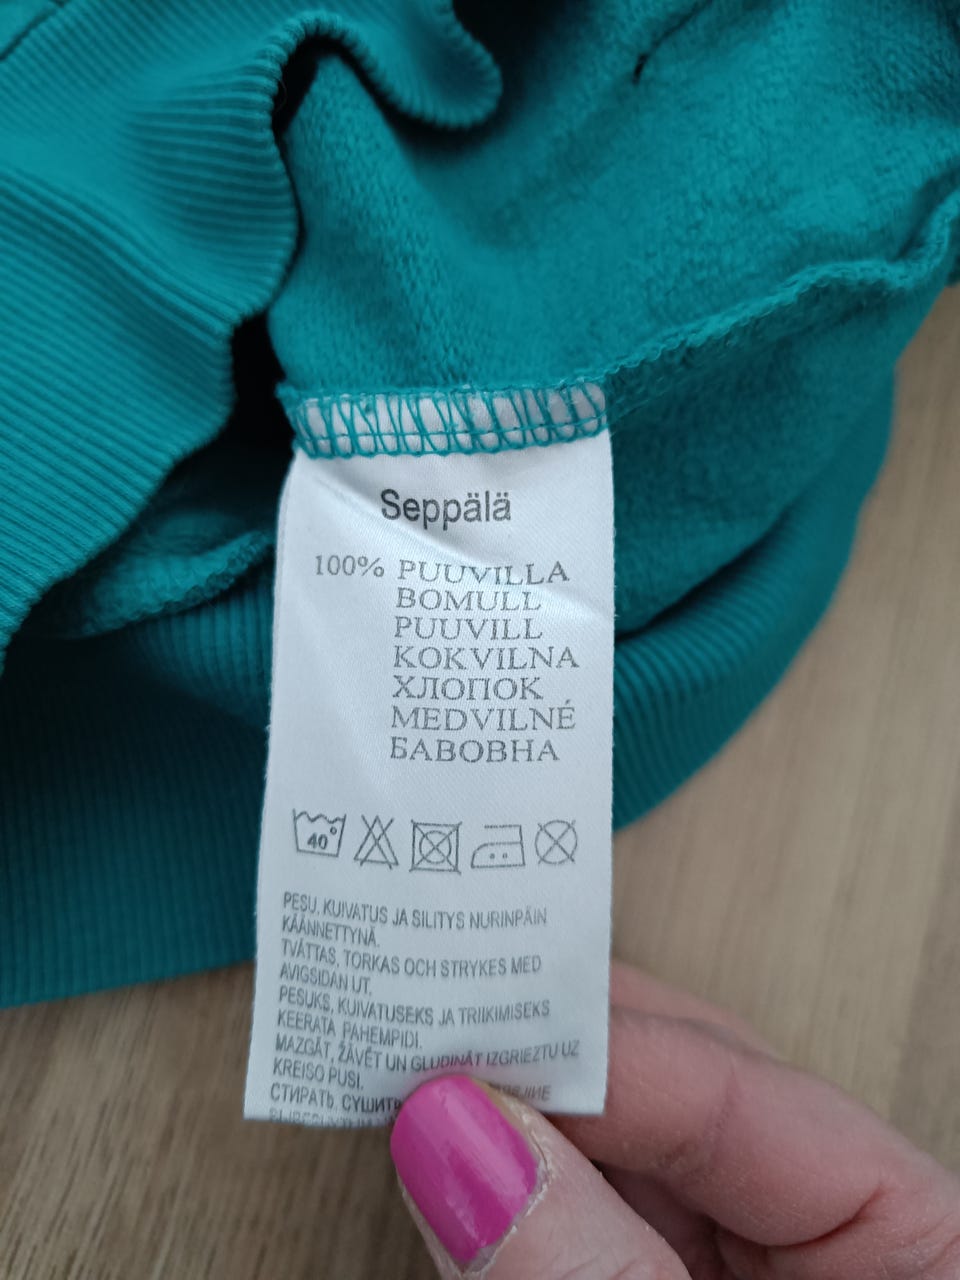 Seppälä
100% PUUVILLA
BOMULL
PUUVILL
KOKVILNA
ХЛОПОК
MEDVILNÉ
БАВОВНА
40°
PESU, KUIVATUS JA SILITYS NURINPÄIN
KÄÄNNETTYNÄ.
TVÄTTAS, TORKAS OCH STRYKES MED
AVIGSIDAN UT.
PESUKS, KUIVATUSEKS JA TRIIKIMISEKS
KEERATA PAHEMPIDI.
MAZGĀT, ŽĀVĒT UN GLUDINĀT IZGRIEZTU UZ
KREISO PUSI.
СТИРАТЬ, СУШИТЬ